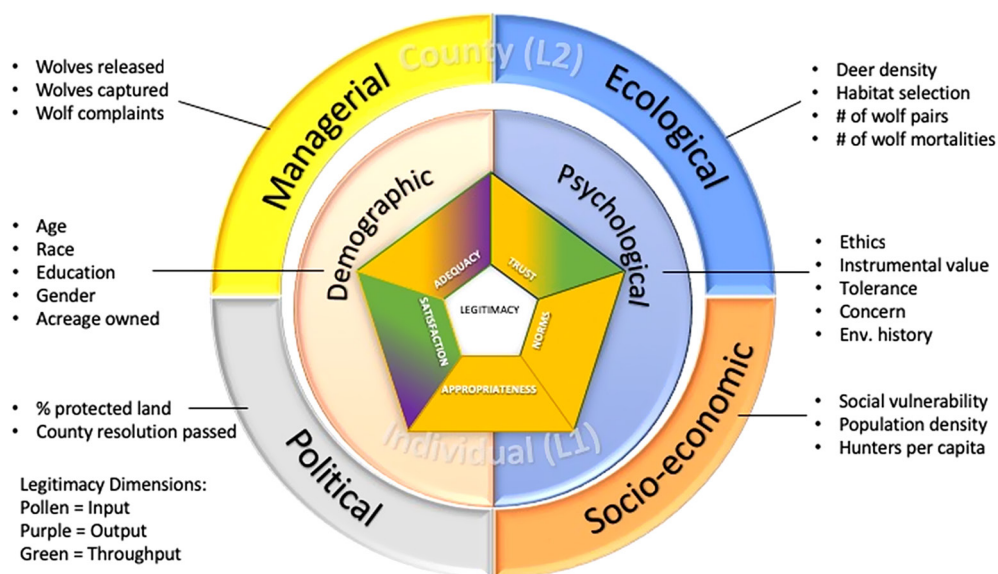 County (L2)
Managerial
Ecological
• Wolves released
• Wolves captured
• Wolf complaints
• Deer density
• Habitat selection
• # of wolf pairs
• # of wolf mortalities
Demographic
Psychological
• Age
• Race
• Education
• Gender
• Acreage owned
• Ethics
• Instrumental value
• Tolerance
• Concern
• Env. history
ADEQUACY
TRUST
LEGITIMACY
SATISFACTION
NORMS
APPROPRIATENESS
Individual (L1)
• % protected land
• County resolution passed
Political
Socio-economic
• Social vulnerability
• Population density
• Hunters per capita
Legitimacy Dimensions:
Pollen = Input
Purple = Output
Green = Throughput